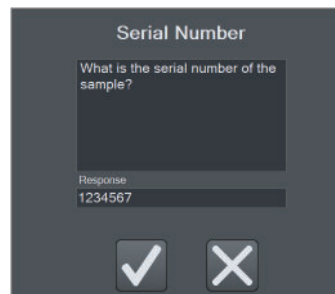 Serial Number
What is the serial number of the
sample?
Response
1234567